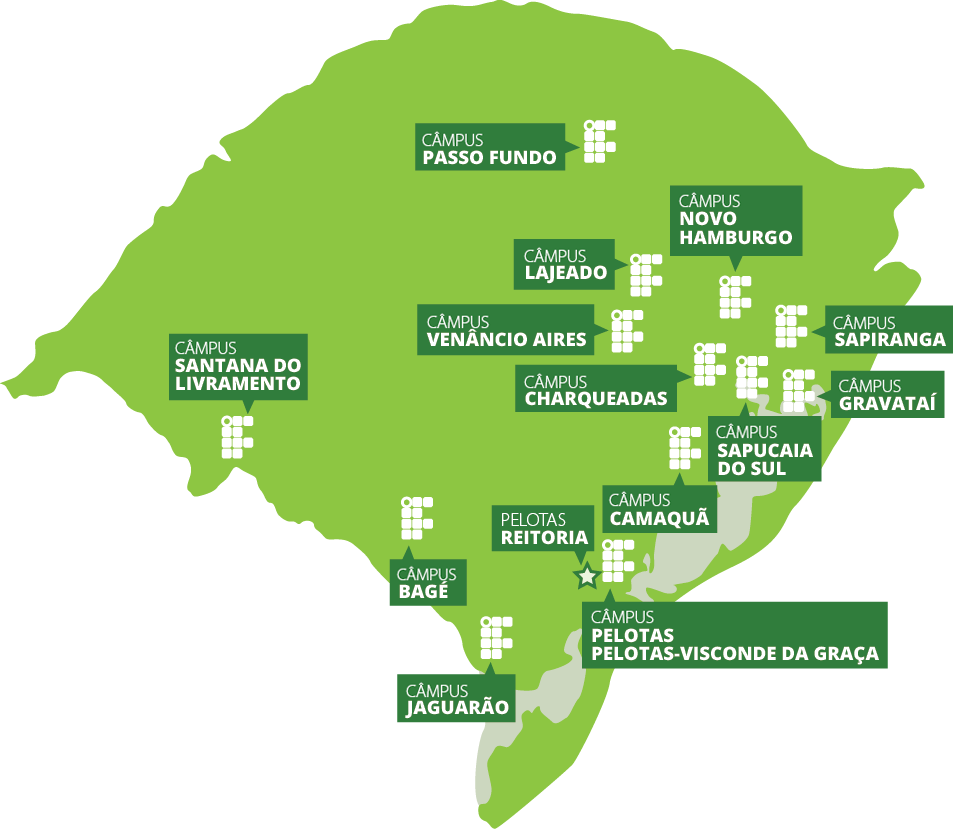 CÂMPUS
PASSO FUNDO
CÂMPUS
NOVO
HAMBURGO
CÂMPUS
LAJEADO
CÂMPUS
VENÂNCIO AIRES
CÂMPUS
SAPIRANGA
CÂMPUS
SANTANA DO
LIVRAMENTO
CÂMPUS
CHARQUEADAS
CÂMPUS
GRAVATAÍ
CÂMPUS
SAPUCAIA
DO SUL
CÂMPUS
CAMAQUÃ
PELOTAS
REITORIA
CÂMPUS
BAGÉ
CÂMPUS
PELOTAS
PELOTAS-VISCONDE DA GRAÇA
CÂMPUS
JAGUARÃO